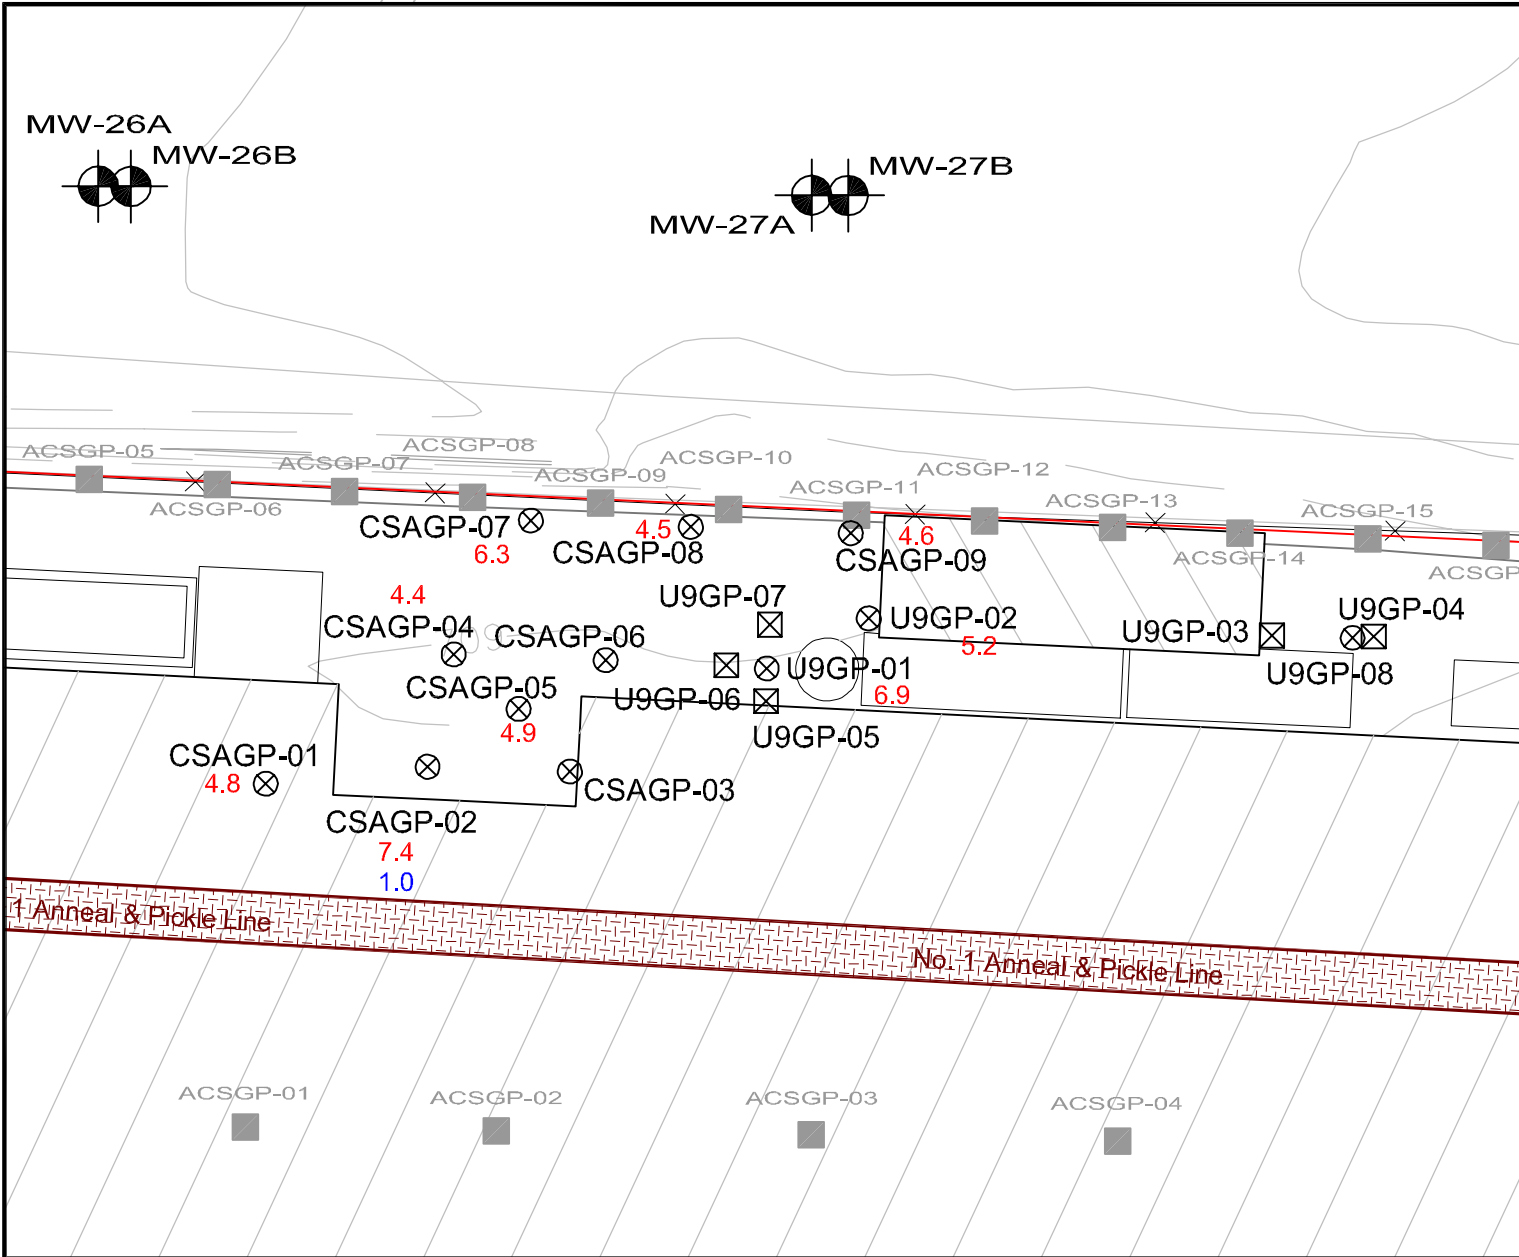 MW-26A
MW-26B
MW-27B
MW-27A
ACSGP-05
ACSGP-06
ACSGP-07
ACSGP-08
ACSGP-09
ACSGP-10
ACSGP-11
ACSGP-12
ACSGP-13
ACSGP-14
ACSGP-15
ACSGP
CSAGP-07
6.3
4.5
CSAGP-08
4.6
CSAGP-09
4.4
CSAGP-04
CSAGP-06
U9GP-07
U9GP-02
5.2
U9GP-03
U9GP-04
U9GP-08
CSAGP-05
4.9
U9GP-06
U9GP-01
6.9
U9GP-05
CSAGP-01
4.8
CSAGP-03
CSAGP-02
7.4
1.0
1 Anneal & Pickle Line
No. 1 Anneal & Pickle Line
ACSGP-01
ACSGP-02
ACSGP-03
ACSGP-04